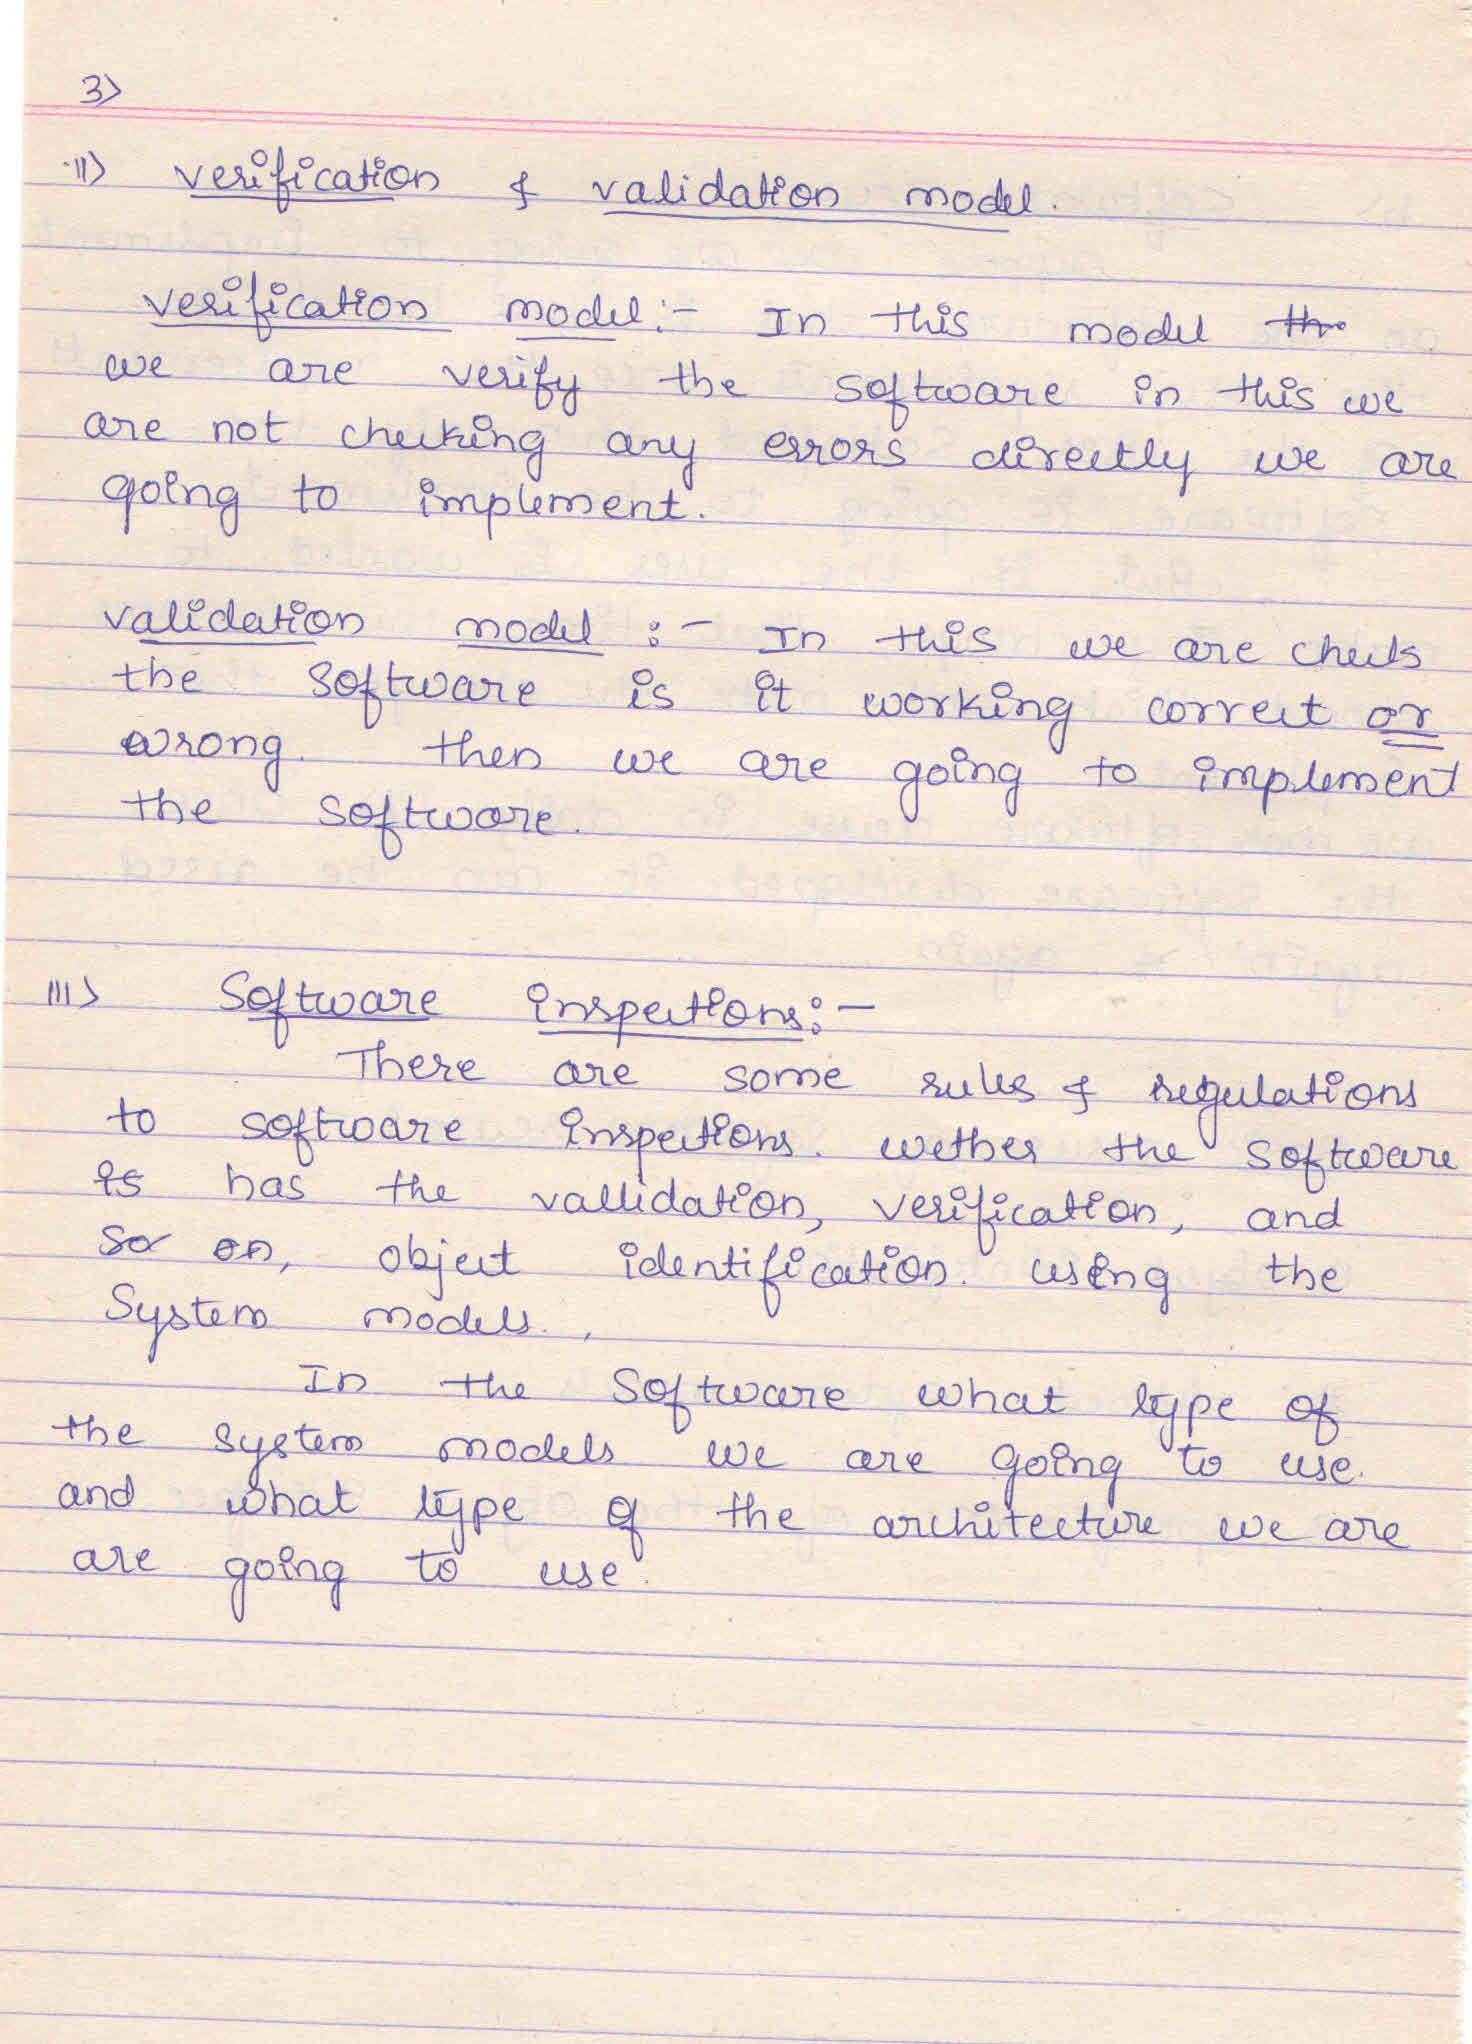 3)
ii) verification & validation model.
verification model:- In this model the
we are verify the software in this we
are not checking any errors directly we are
going to implement.
validation model :- In this we are check
the software is it working correct or
wrong. then we are going to implement
the software.
iii) Software inspections:-
There are some rules & regulations
to software inspections. wether the software
is has the vallidation, verification, and
so on, object identification. using the
System models.
In the Software what type of
the system models we are going to use.
and what type of the architecture we are
are going to use.